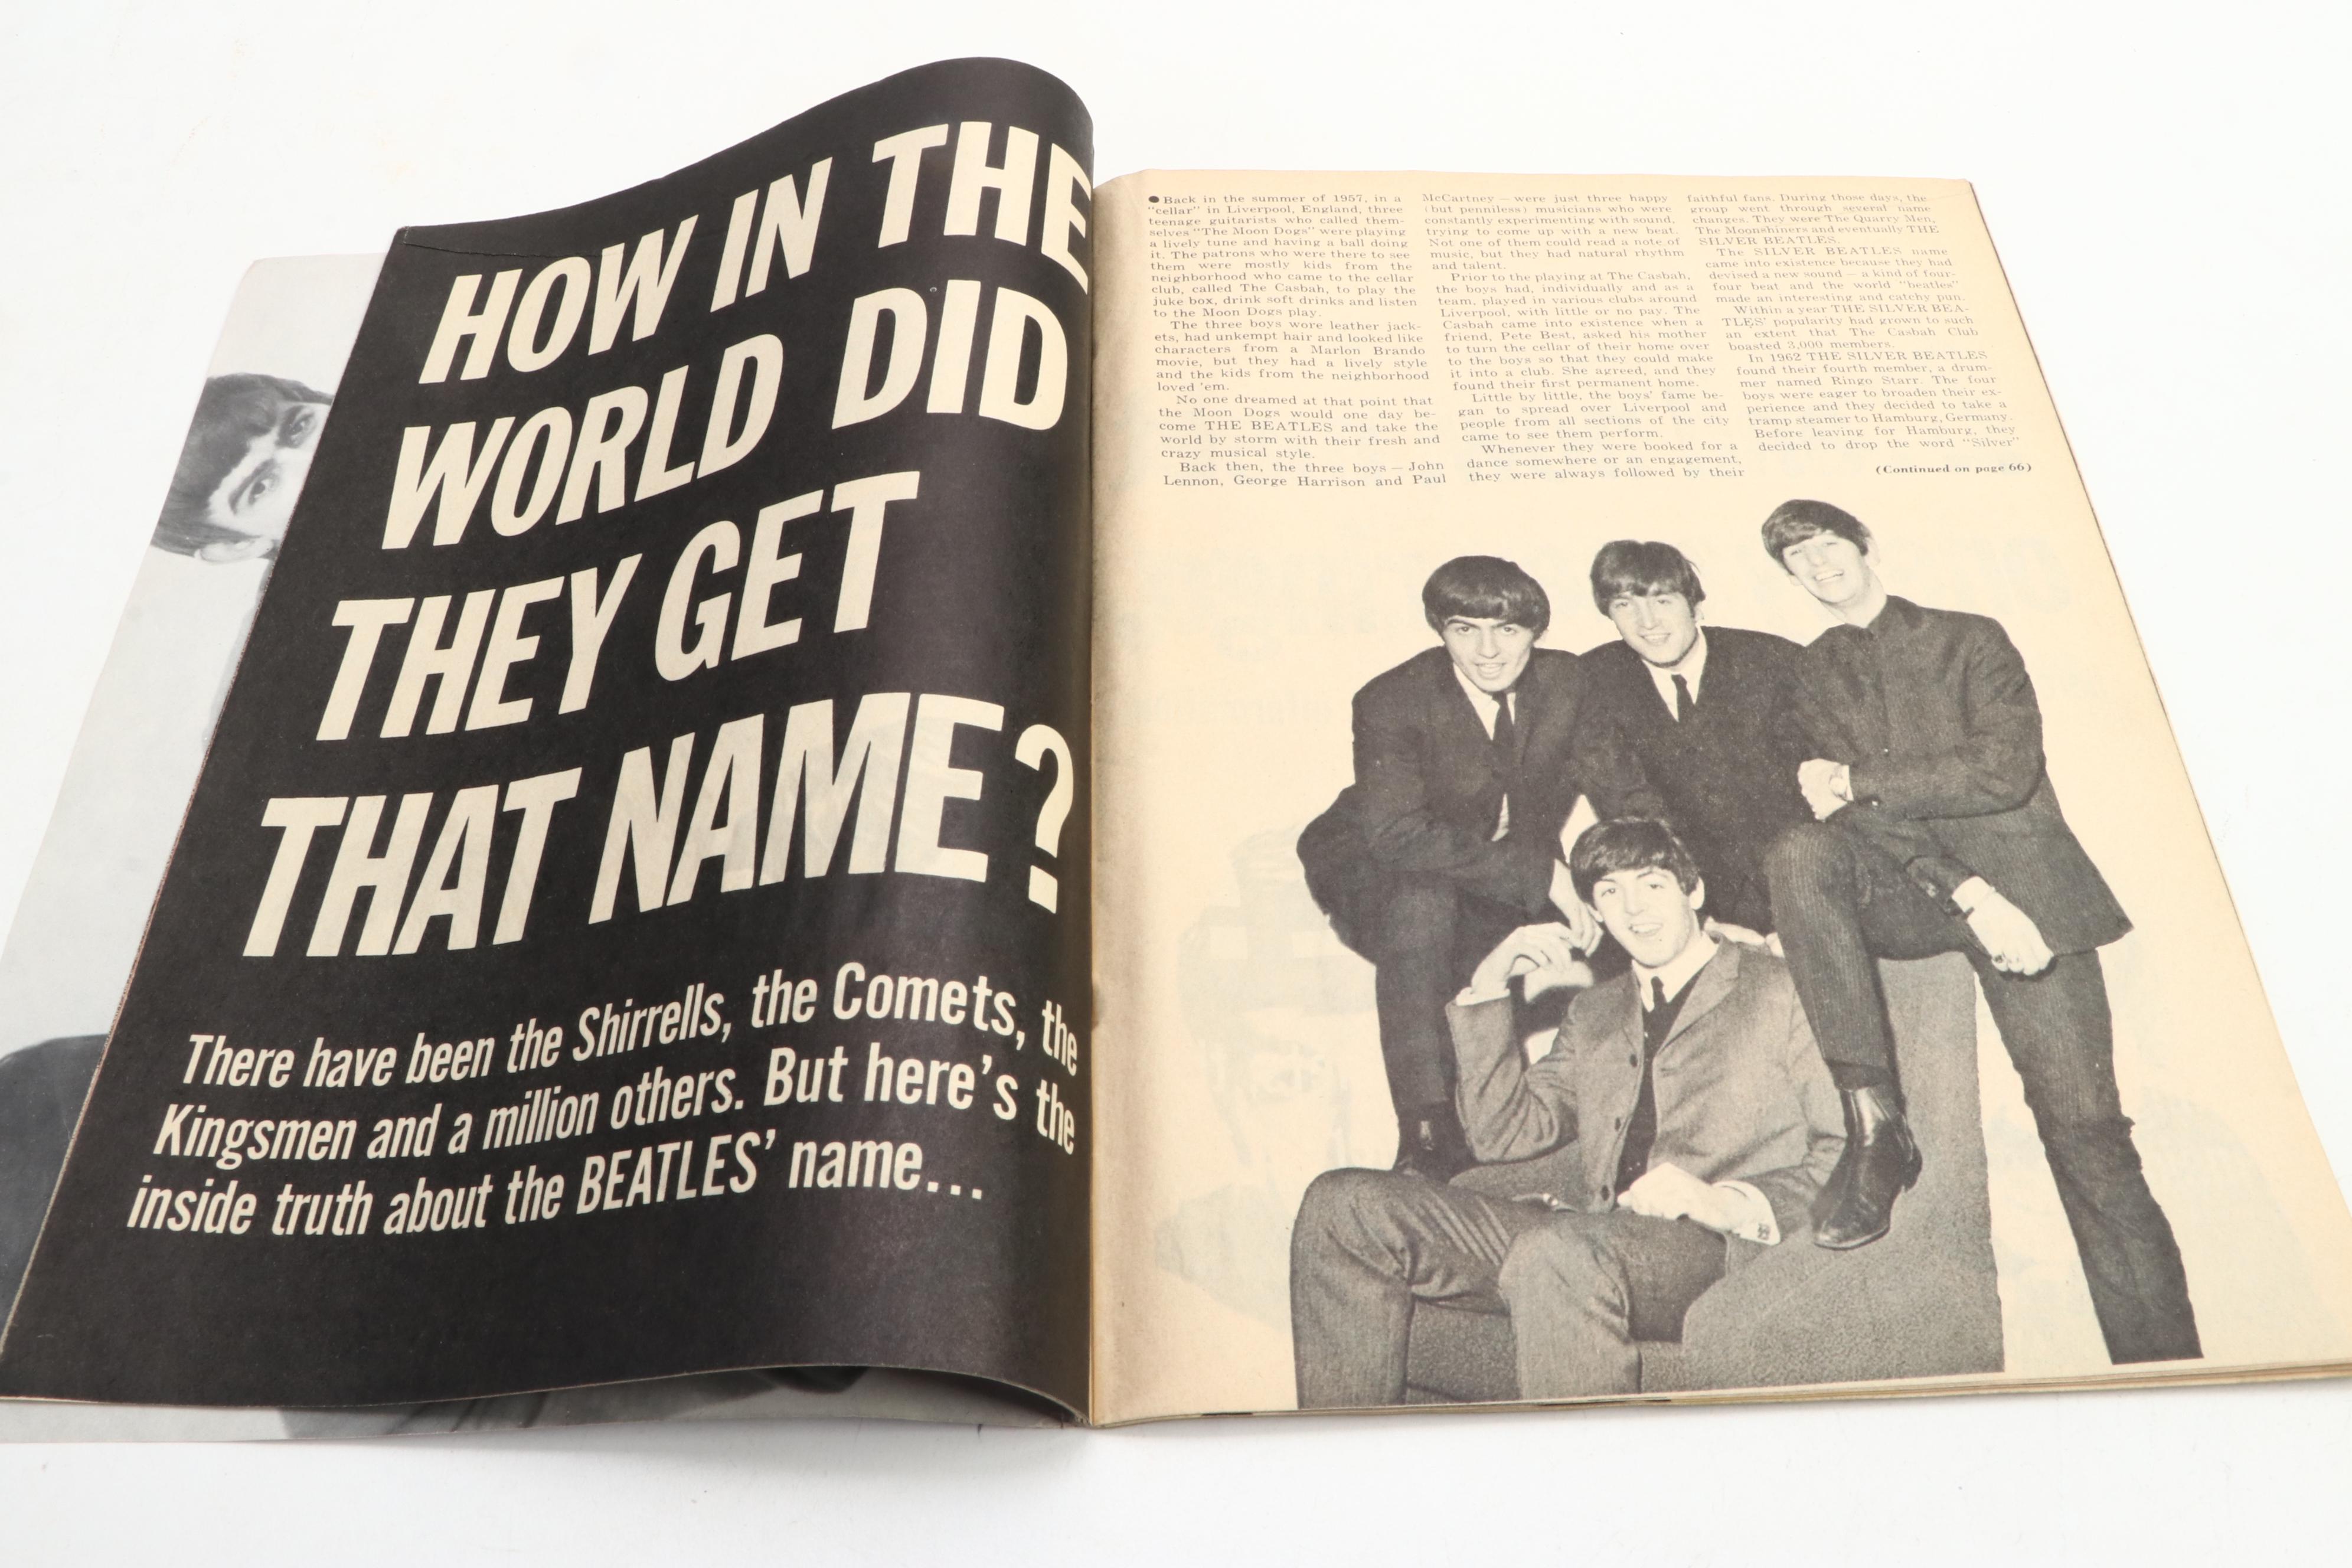 HOW IN THE
WORLD DID
THEY GET
THAT NAME?
There have been the Shirrells, the Comets, the
Kingsmen and a million others. But here's the
inside truth about the BEATLES' name...
● Back in the summer of 1957, in a
"cellar" in Liverpool, England, three
teenage guitarists who called them-
selves "The Moon Dogs" were playing
a lively tune and having a ball doing
it. The patrons who were there to see
them were mostly kids from the
neighborhood who came to the cellar
club, called The Casbah, to play the
juke box, drink soft drinks and listen
to the Moon Dogs play.
The three boys wore leather jack-
ets, had unkempt hair and looked like
characters from a Marlon Brando
movie, but they had a lively style
and the kids from the neighborhood
loved 'em.
No one dreamed at that point that
the Moon Dogs would one day be-
come THE BEATLES and take the
world by storm with their fresh and
crazy musical style.
Back then, the three boys — John
Lennon, George Harrison and Paul
McCartney — were just three happy
(but penniless) musicians who were
constantly experimenting with sound,
trying to come up with a new beat.
Not one of them could read a note of
music, but they had natural rhythm
and talent.
Prior to the playing at The Casbah,
the boys had, individually and as a
team, played in various clubs around
Liverpool, with little or no pay. The
Casbah came into existence when a
friend, Pete Best, asked his mother
to turn the cellar of their home over
to the boys so that they could make
it into a club. She agreed, and they
found their first permanent home.
Little by little, the boys' fame be-
gan to spread over Liverpool and
people from all sections of the city
came to see them perform.
Whenever they were booked for a
dance somewhere or an engagement,
they were always followed by their
faithful fans. During those days, the
group went through several name
changes. They were The Quarry Men,
The Moonshiners and eventually THE
SILVER BEATLES.
The SILVER BEATLES name
came into existence because they had
devised a new sound — a kind of four-
four beat and the world "beatles"
made an interesting and catchy pun.
Within a year THE SILVER BEA-
TLES' popularity had grown to such
an extent that The Casbah Club
boasted 3,000 members.
In 1962 THE SILVER BEATLES
found their fourth member, a drum-
mer named Ringo Starr. The four
boys were eager to broaden their ex-
perience and they decided to take a
tramp steamer to Hamburg, Germany.
Before leaving for Hamburg, they
decided to drop the word "Silver"
(Continued on page 66)